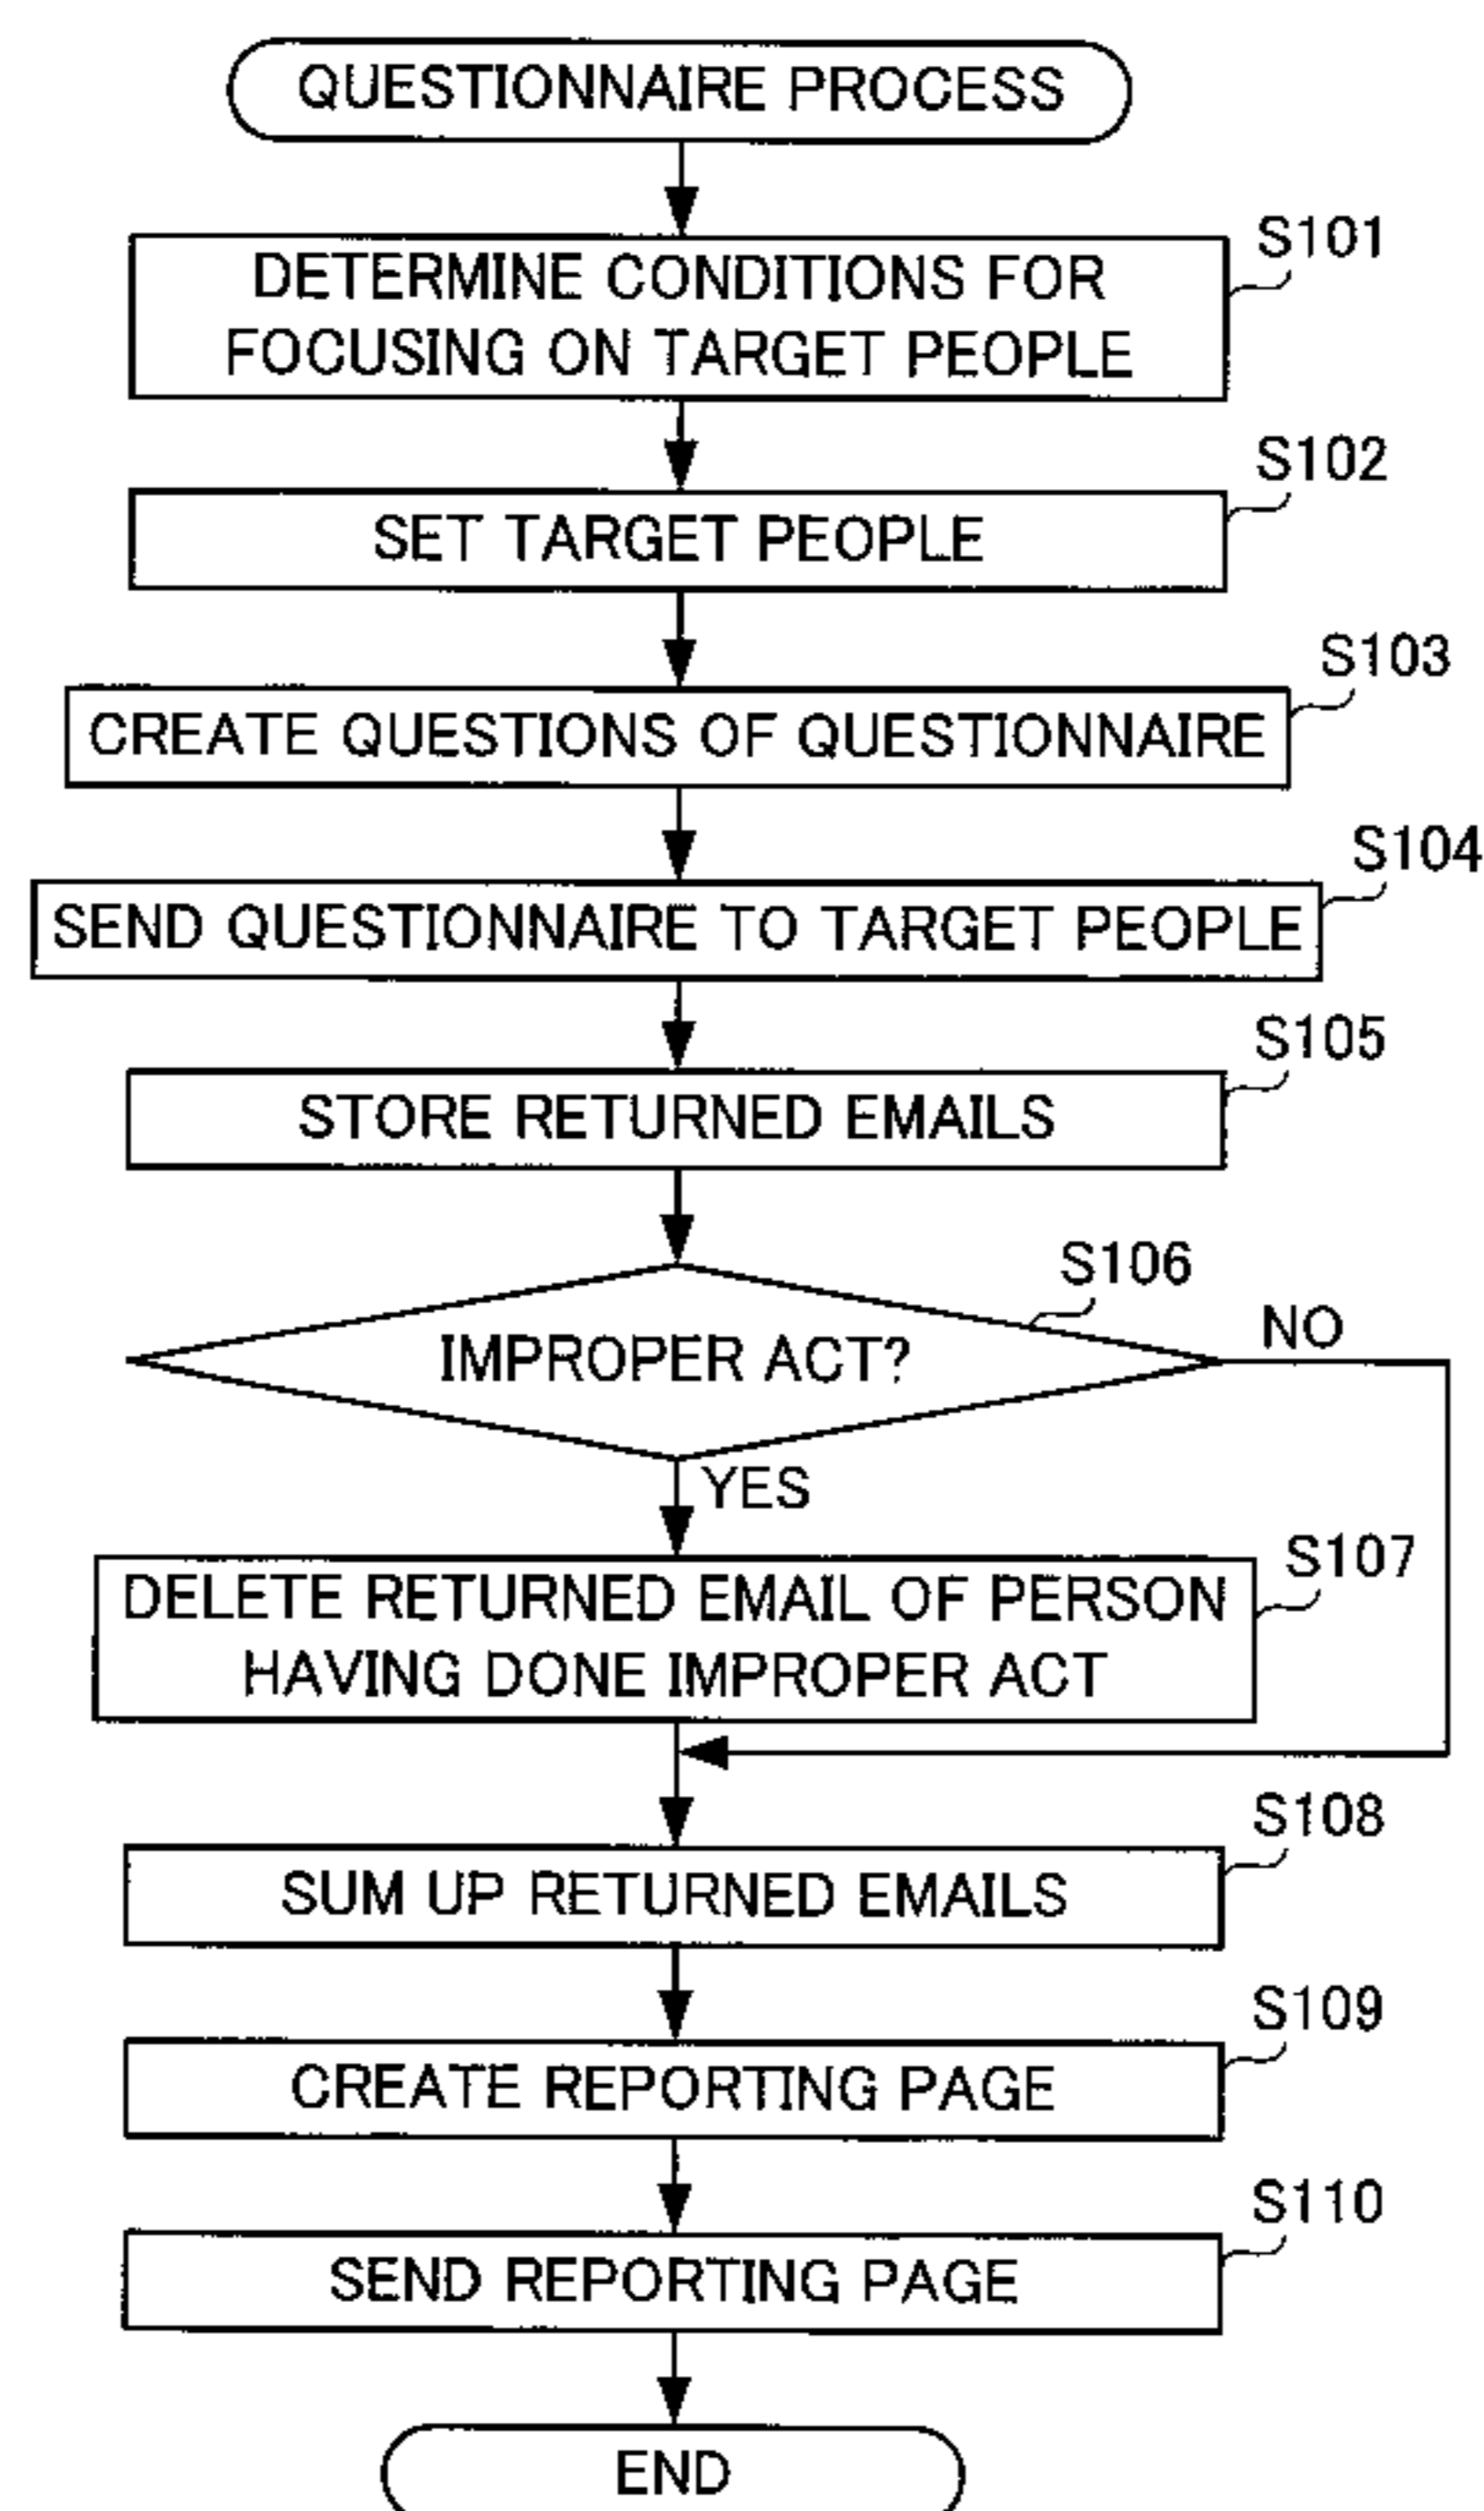 QUESTIONNAIRE PROCESS
S101
DETERMINE CONDITIONS FOR
FOCUSING ON TARGET PEOPLE
S102
SET TARGET PEOPLE
S103
CREATE QUESTIONS OF QUESTIONNAIRE
S104
SEND QUESTIONNAIRE TO TARGET PEOPLE
S105
STORE RETURNED EMAILS
S106
IMPROPER ACT?
NO
YES
S107
DELETE RETURNED EMAIL OF PERSON
HAVING DONE IMPROPER ACT
S108
SUM UP RETURNED EMAILS
S109
CREATE REPORTING PAGE
S110
SEND REPORTING PAGE
END